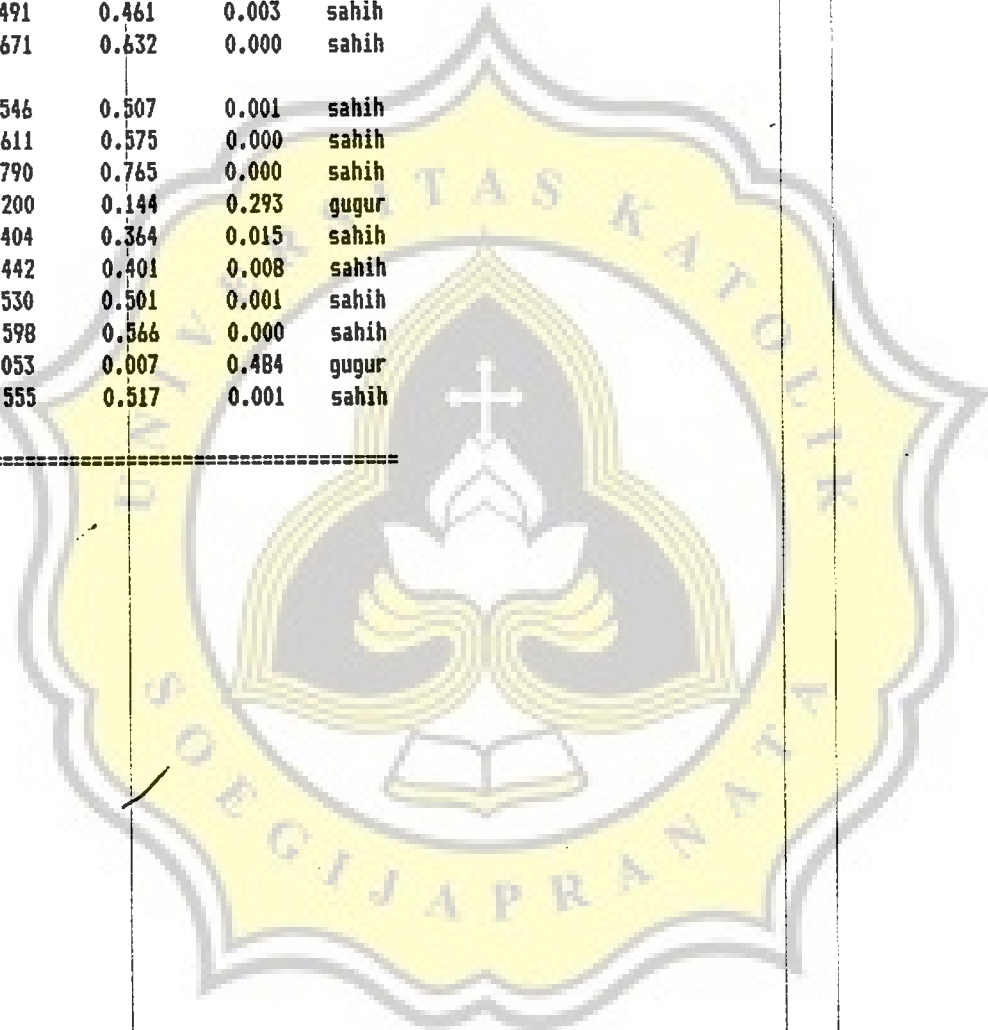 491 0.461 0.003 sahih
671 0.632 0.000 sahih
546 0.507 0.001 sahih
611 0.575 0.000 sahih
790 0.765 0.000 sahih
200 0.144 0.293 gugur
404 0.364 0.015 sahih
442 0.401 0.008 sahih
530 0.501 0.001 sahih
598 0.566 0.000 sahih
053 0.007 0.484 gugur
555 0.517 0.001 sahih
UNIVERSITAS KATOLIK
SOEGIJAPRANATA